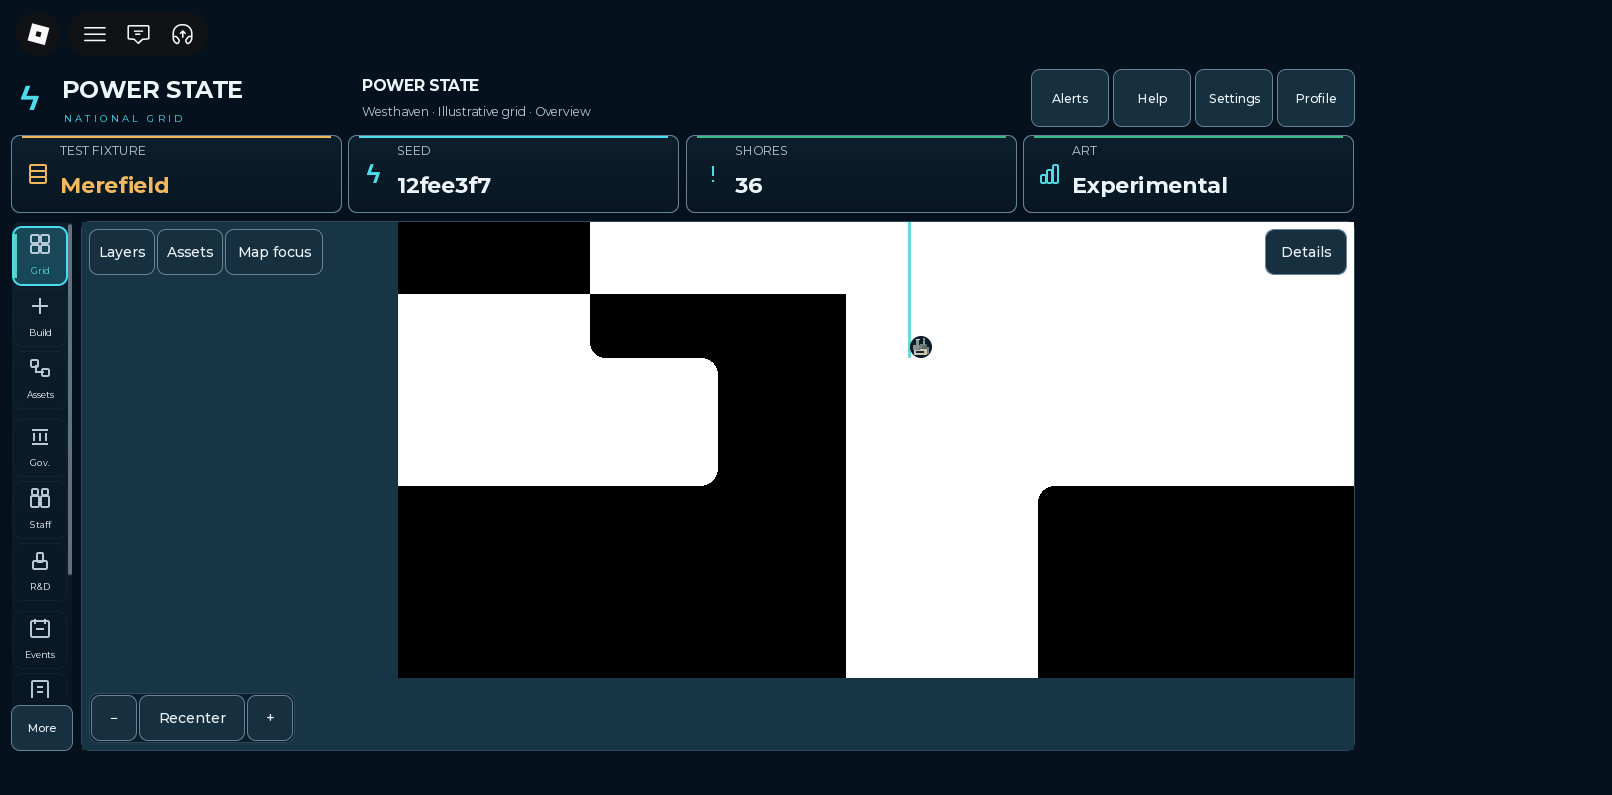 POWER STATE
NATIONAL GRID
POWER STATE
Westhaven · Illustrative grid · Overview
Alerts
Help
Settings
Profile
TEST FIXTURE
Merefield
SEED
12fee3f7
SHORES
36
ART
Experimental
Grid
Build
Assets
Gov.
Staff
R&D
Events
More
Layers
Assets
Map focus
Details
−
Recenter
+